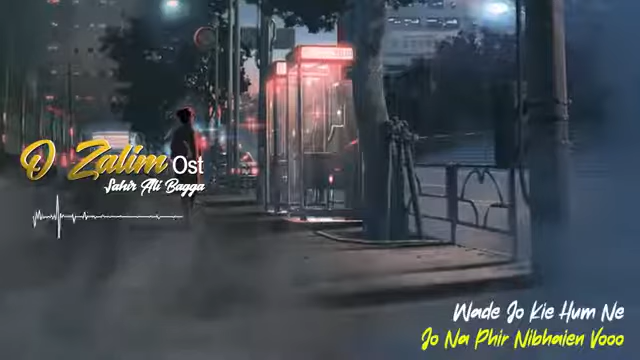 O Zalim Ost
Sahir Ali Bagga
Wade Jo Kie Hum Ne
Jo Na Phir Nibhaien Vooo